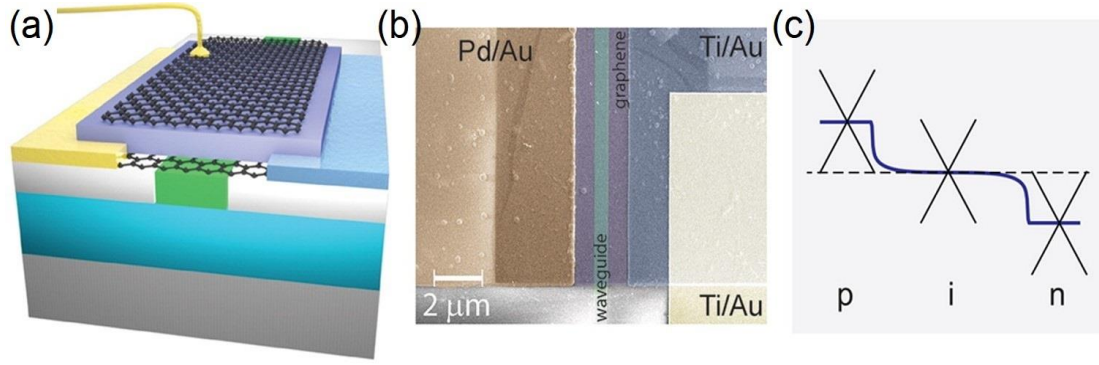 (a)
(b)
Pd/Au
Ti/Au
graphene
waveguide
2 μm
Ti/Au
(c)
p i n